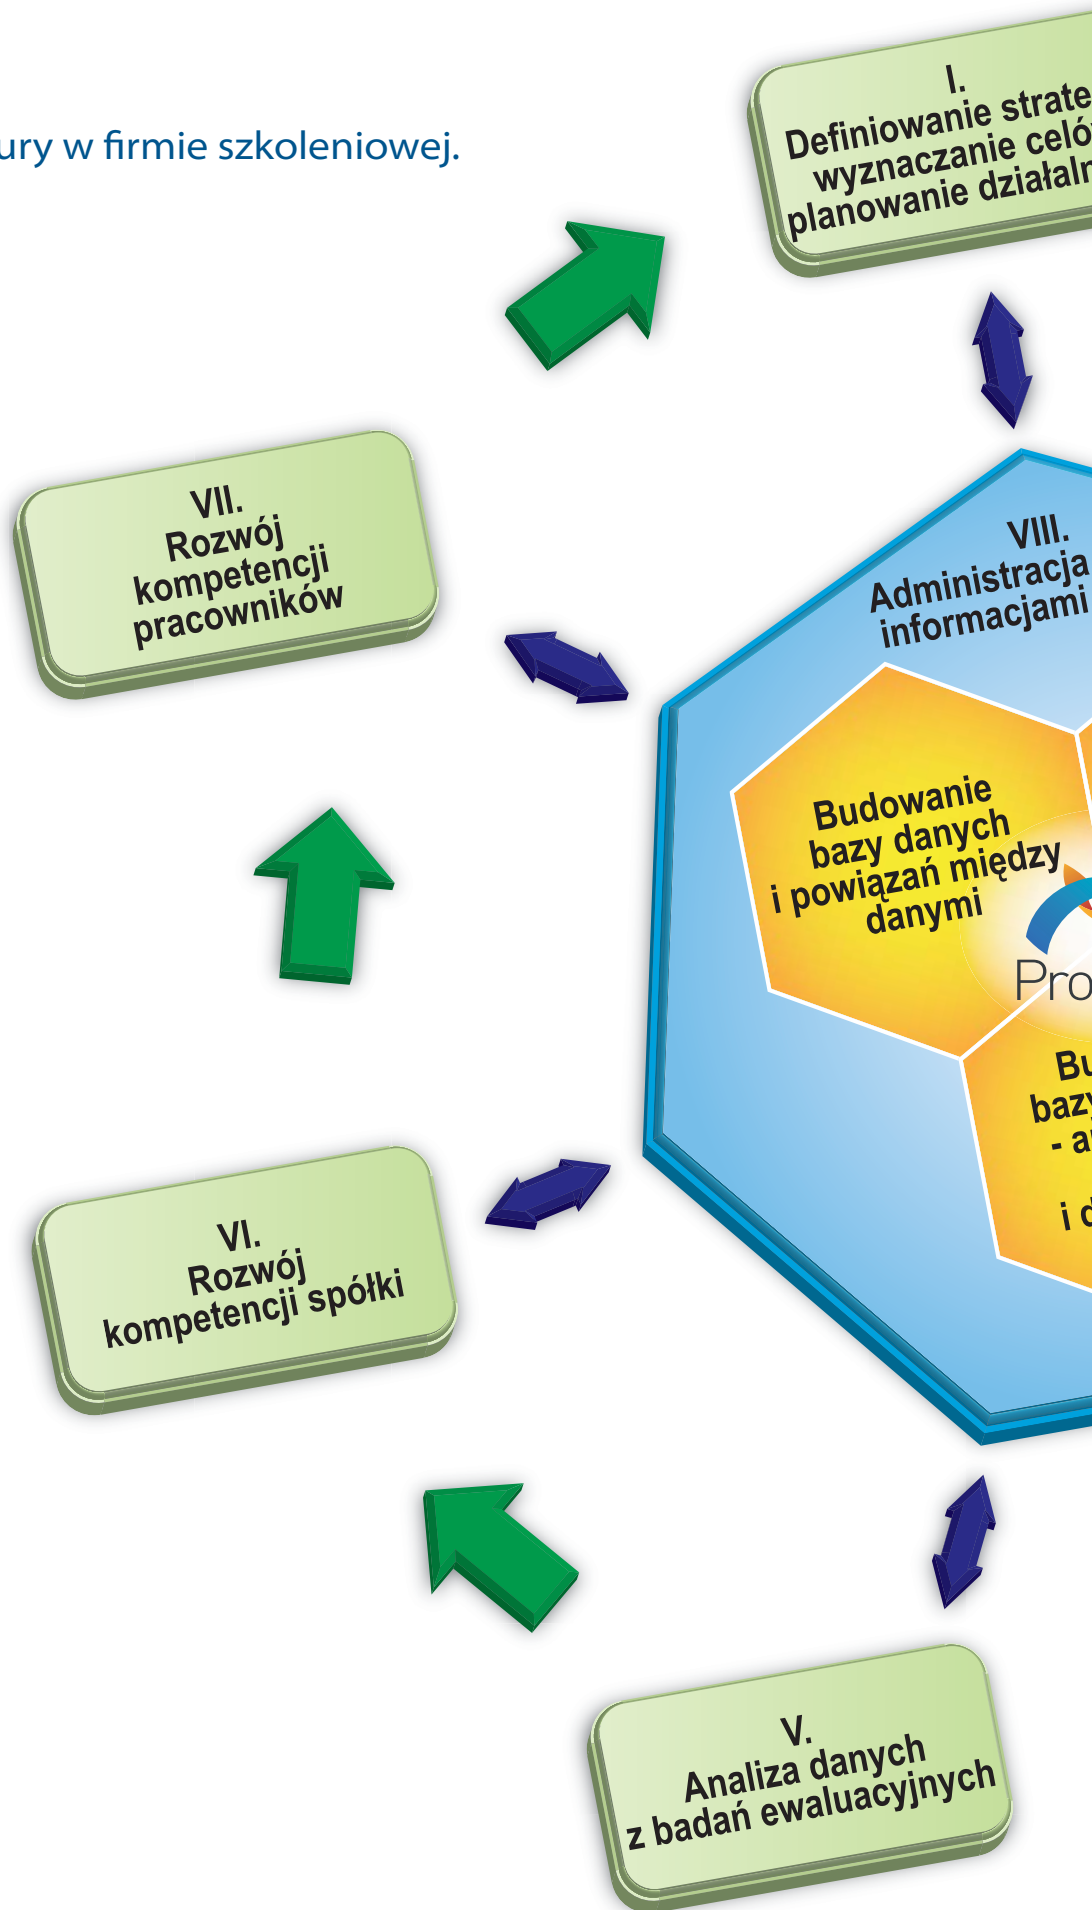 ury w firmie szkoleniowej.
I.
Definiowanie strate
wyznaczanie celó
planowanie działaln
VII.
Rozwój
kompetencji
pracowników
VIII.
Administracja
informacjami
Budowanie
bazy danych
i powiązań między
danymi
Pro
Bu
bazy
- a
i d
VI.
Rozwój
kompetencji spółki
V.
Analiza danych
z badań ewaluacyjnych